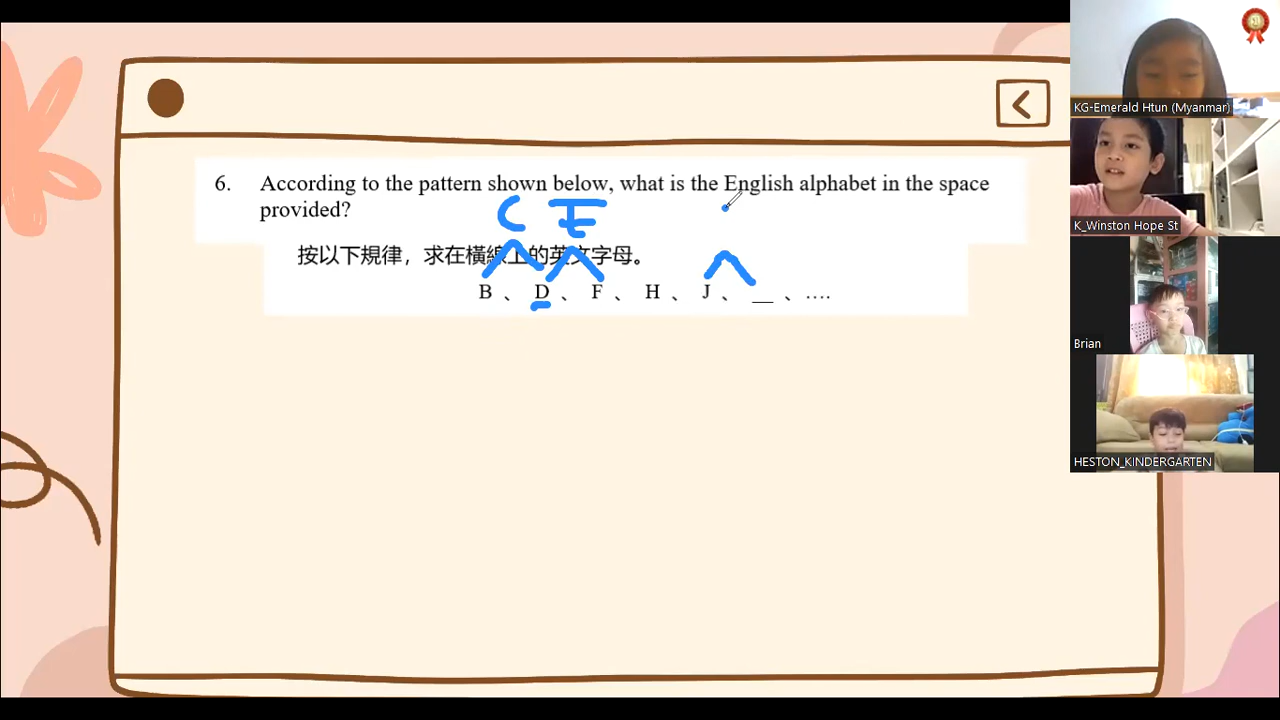 6. According to the pattern shown below, what is the English alphabet in the space
provided?
C E
按以下規律，求在橫線上的英文字母。
B 、 D 、 F 、 H 、 J 、 __ 、….
KG-Emerald Htun (Myanmar)
K_Winston Hope St
Brian
HESTON_KINDERGARTEN